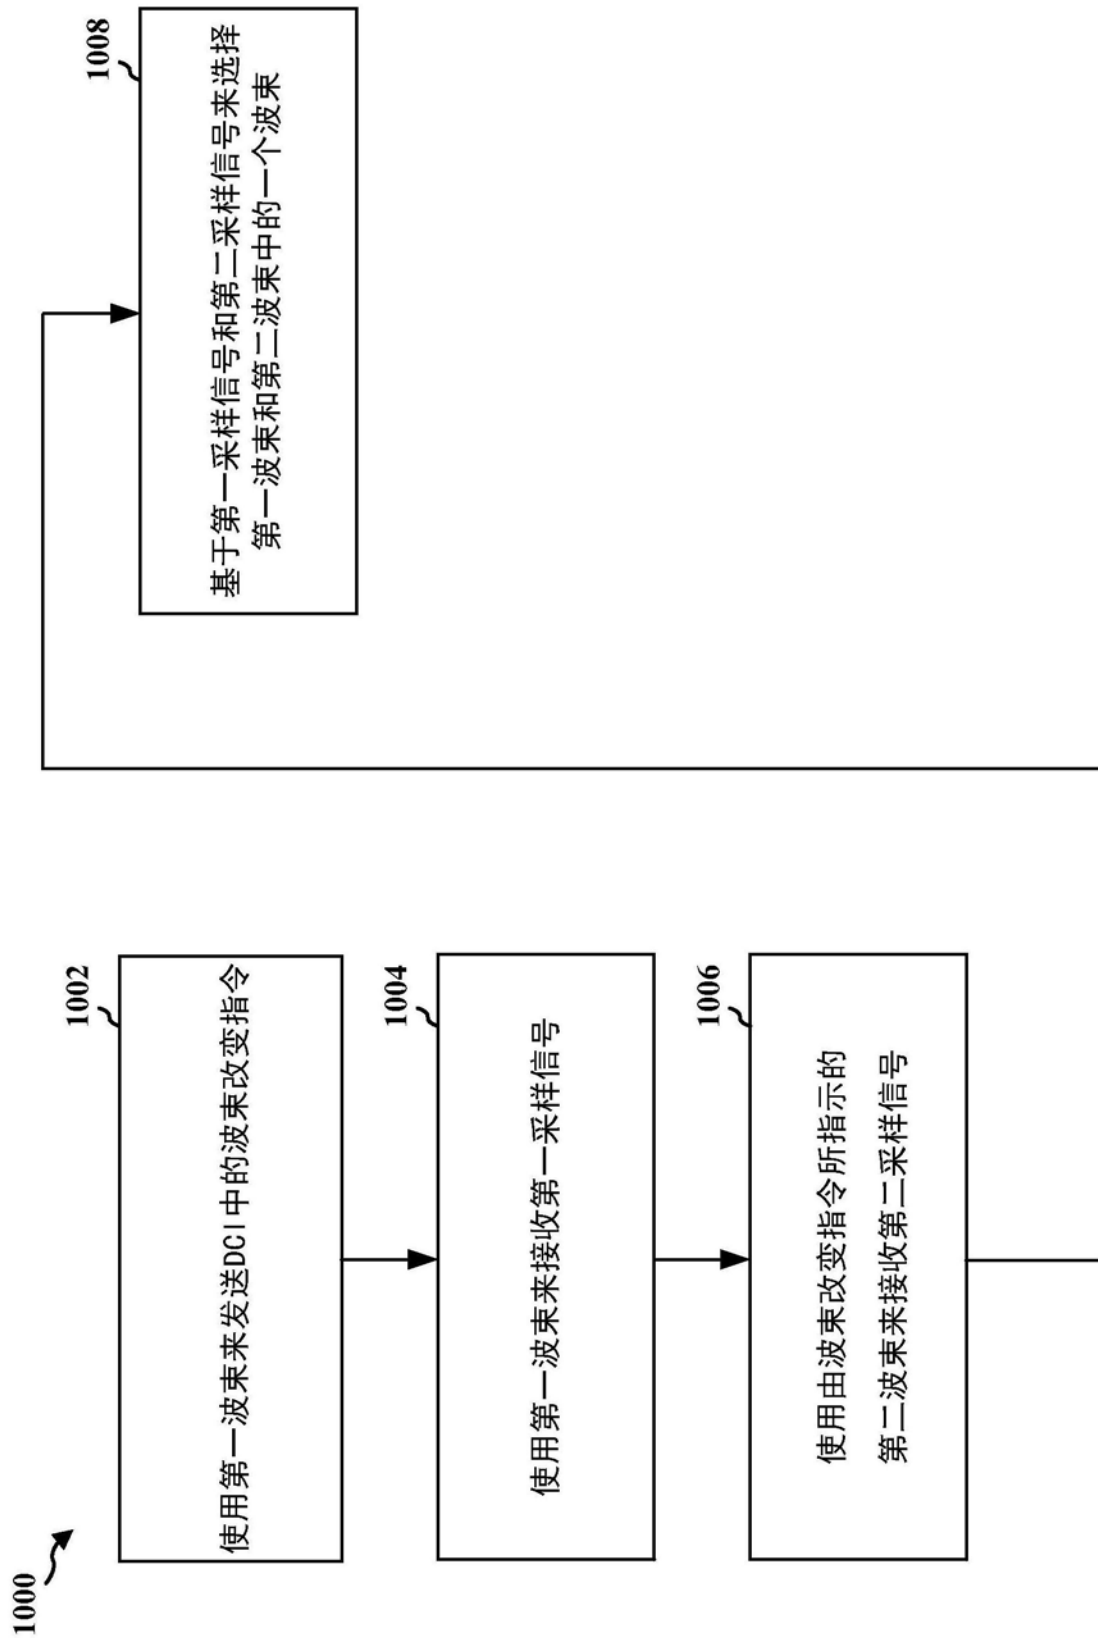 1000
1002
使用第一波束来发送DCI中的波束改变指令
1004
使用第一波束来接收第一采样信号
1006
使用由波束改变指令所指示的
第二波束来接收第二采样信号
1008
基于第一采样信号和第二采样信号来选择
第一波束和第二波束中的一个波束